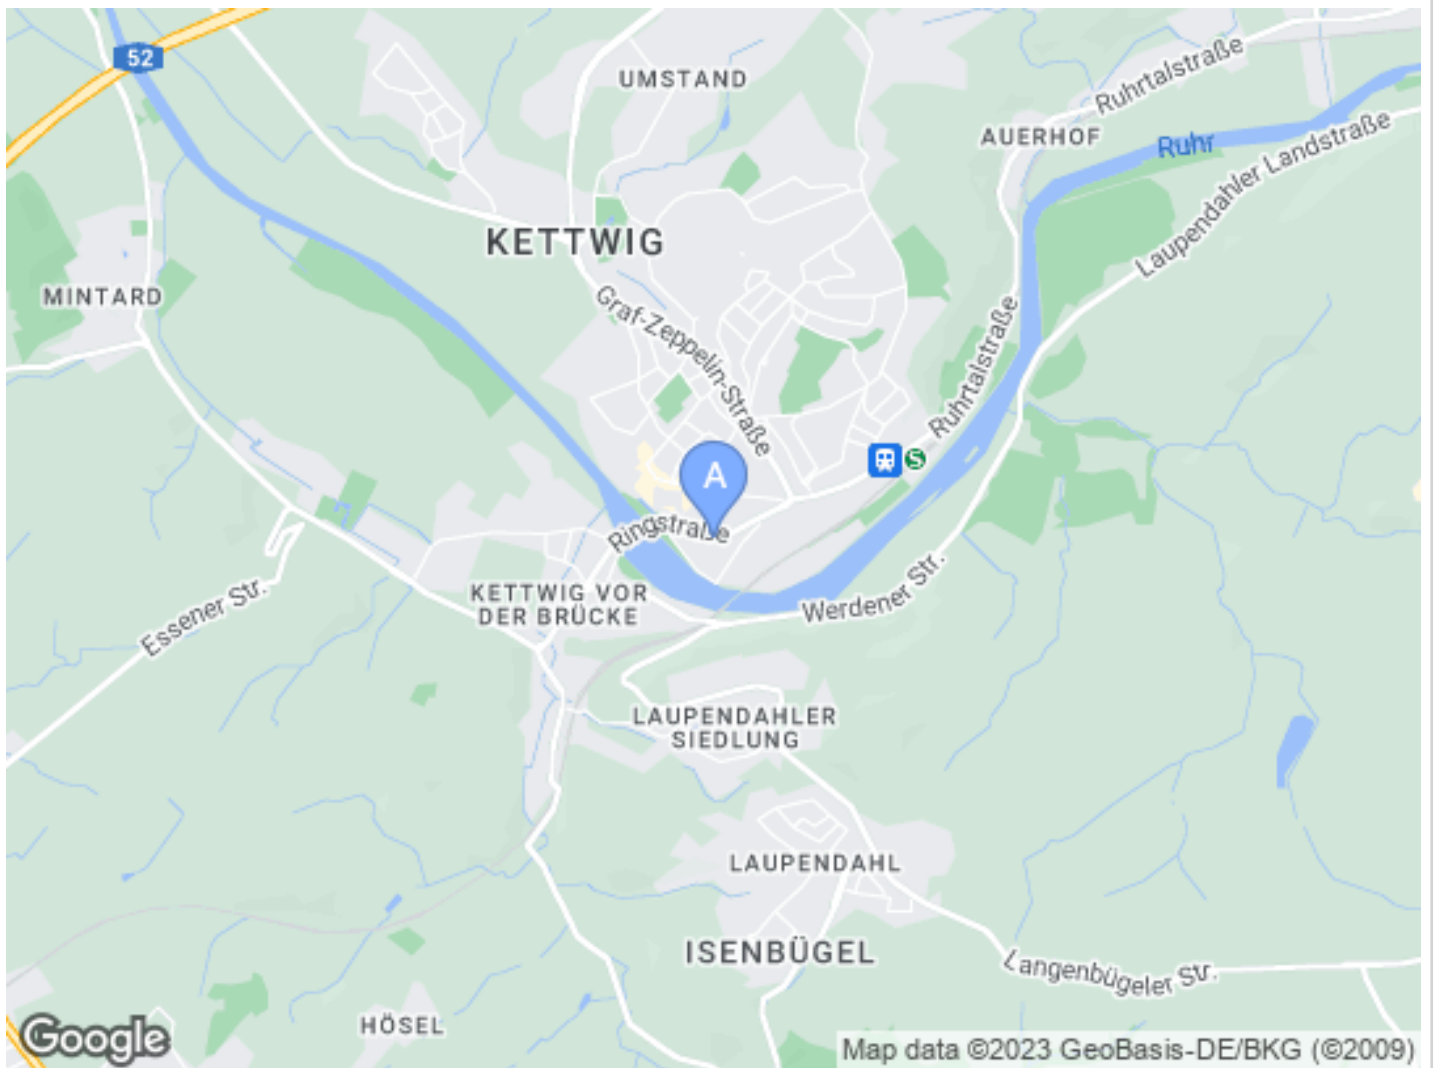 52
UMSTAND
Ruhrtalstraße
AUERHOF
Ruhr
Laupendahler Landstraße
KETTWIG
MINTARD
Graf-Zeppelin-Straße
Ruhrtalstraße
S
A
Ringstraße
KETTWIG VOR
DER BRÜCKE
Essener Str.
Werdener Str.
LAUPENDAHLER
SIEDLUNG
LAUPENDAHL
ISENBÜGEL
Langenbügeler Str.
HÖSEL
Google
Map data ©2023 GeoBasis-DE/BKG (©2009)